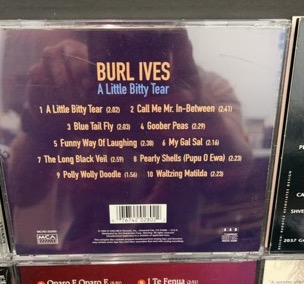 BURL IVES
A Little Bitty Tear
1 A Little Bitty Tear (2.02) 2 Call Me Mr. In-Between (2.41)
3 Blue Tail Fly (2.03) 4 Goober Peas (2.29)
5 Funny Way Of Laughing (2.38) 6 My Gal Sal (2.16)
7 The Long Black Veil (2.59) 8 Pearly Shells (Pupu O Ewa) (2.23)
9 Polly Wolly Doodle (1.56) 10 Waltzing Matilda (2.23)
MCA
Oparo E Oparo E
I Te Fenua